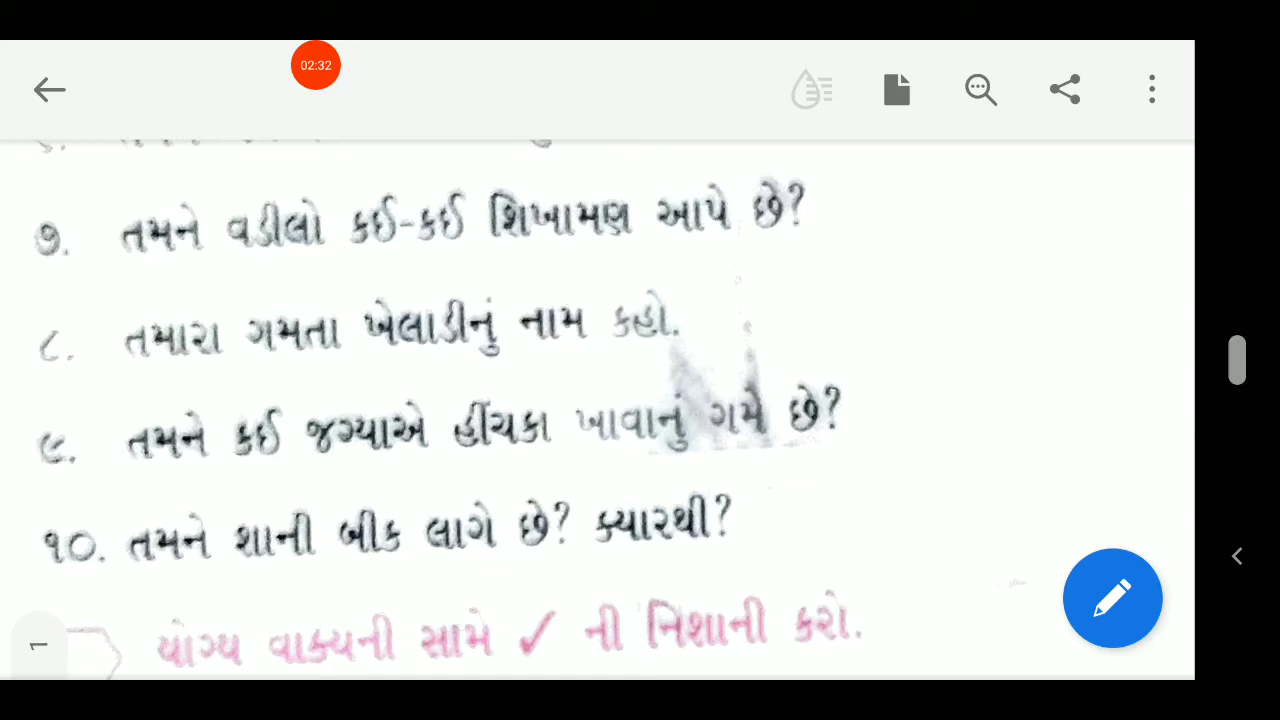 02:32
૭. તમને વડીલો કઈ-કઈ શિખામણ આપે છે?
૮. તમારા ગમતા ખેલાડીનું નામ કહો.
૯. તમને કઈ જગ્યાએ હીંચકા ખાવાનું ગમે છે?
૧૦. તમને શાની બીક લાગે છે? ક્યારથી?
યોગ્ય વાક્યની સામે ✓ ની નિશાની કરો.
1